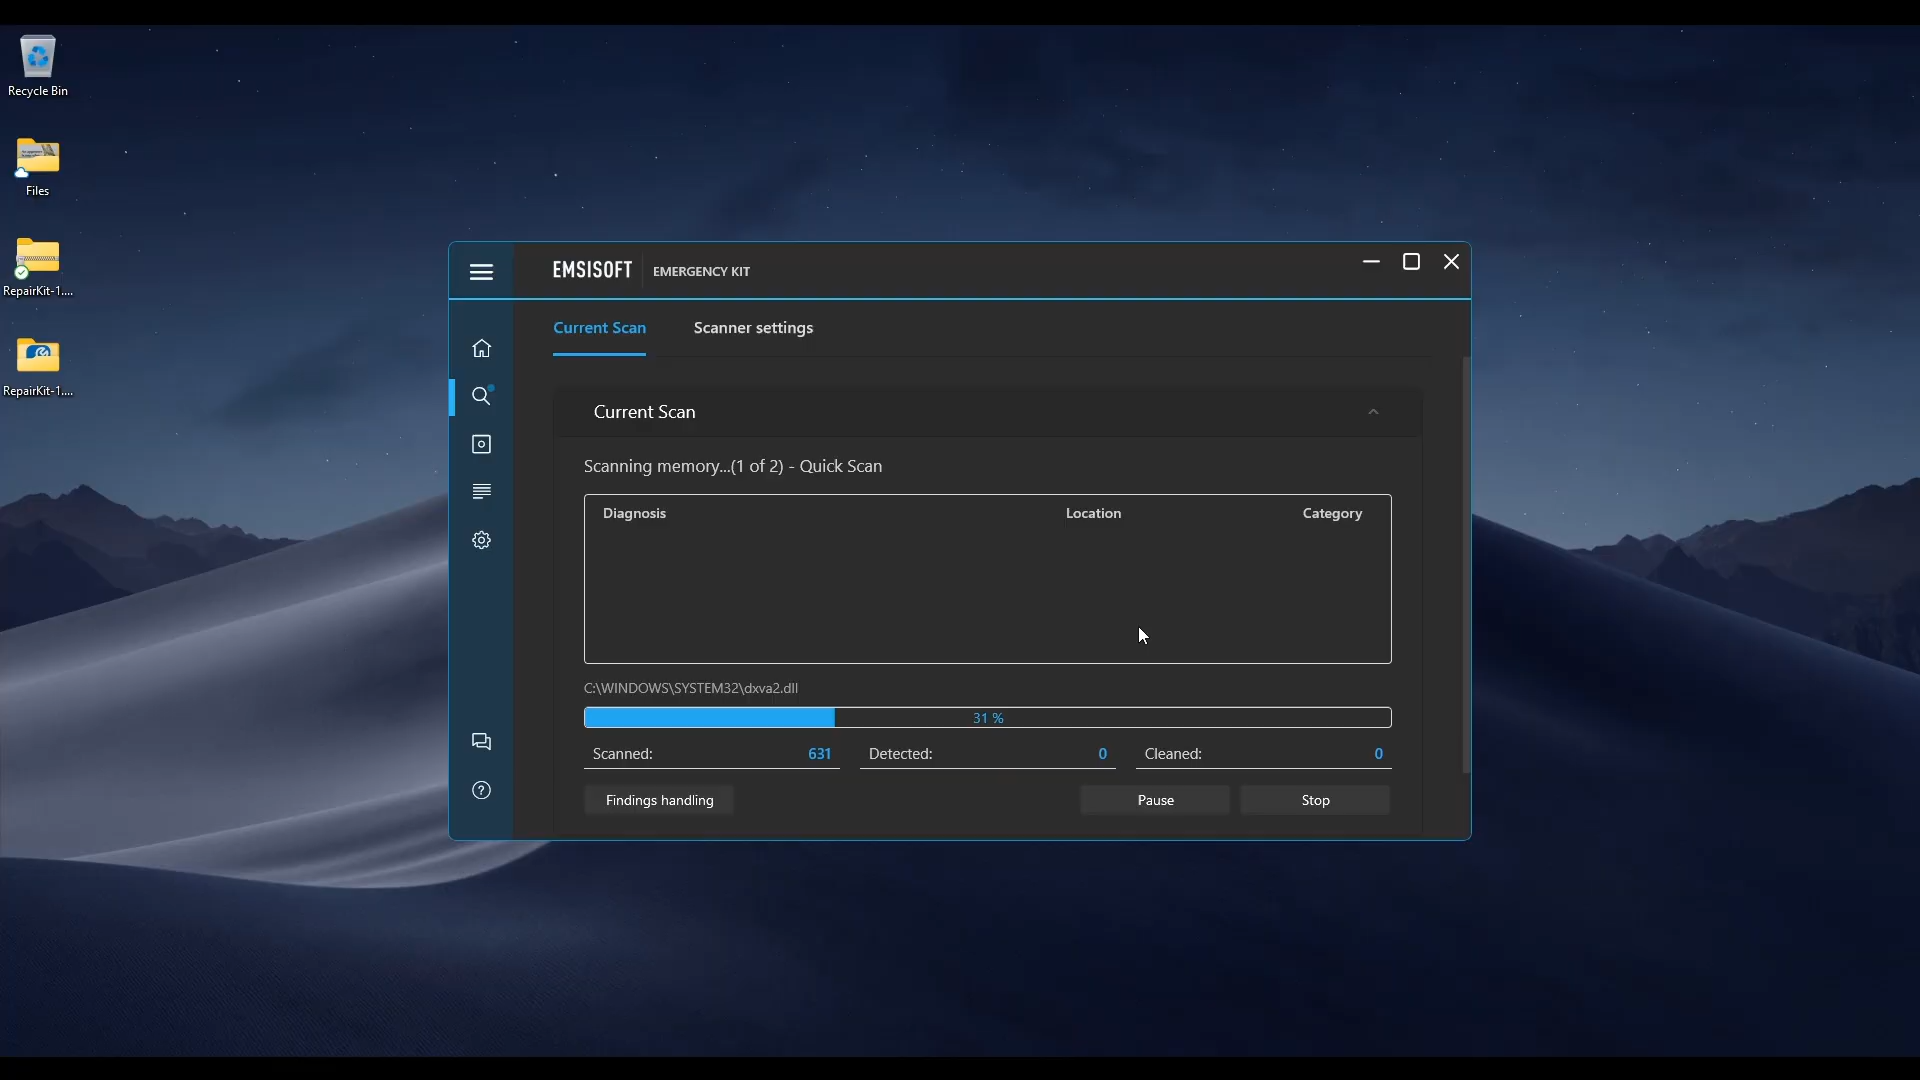 Recycle Bin
Files
RepairKit-1....
RepairKit-1....
EMSISOFT EMERGENCY KIT
Current Scan Scanner settings
Current Scan
Scanning memory...(1 of 2) - Quick Scan
Diagnosis Location Category
C:\WINDOWS\SYSTEM32\dxva2.dll
31 %
Scanned: 631 Detected: 0 Cleaned: 0
Findings handling Pause Stop